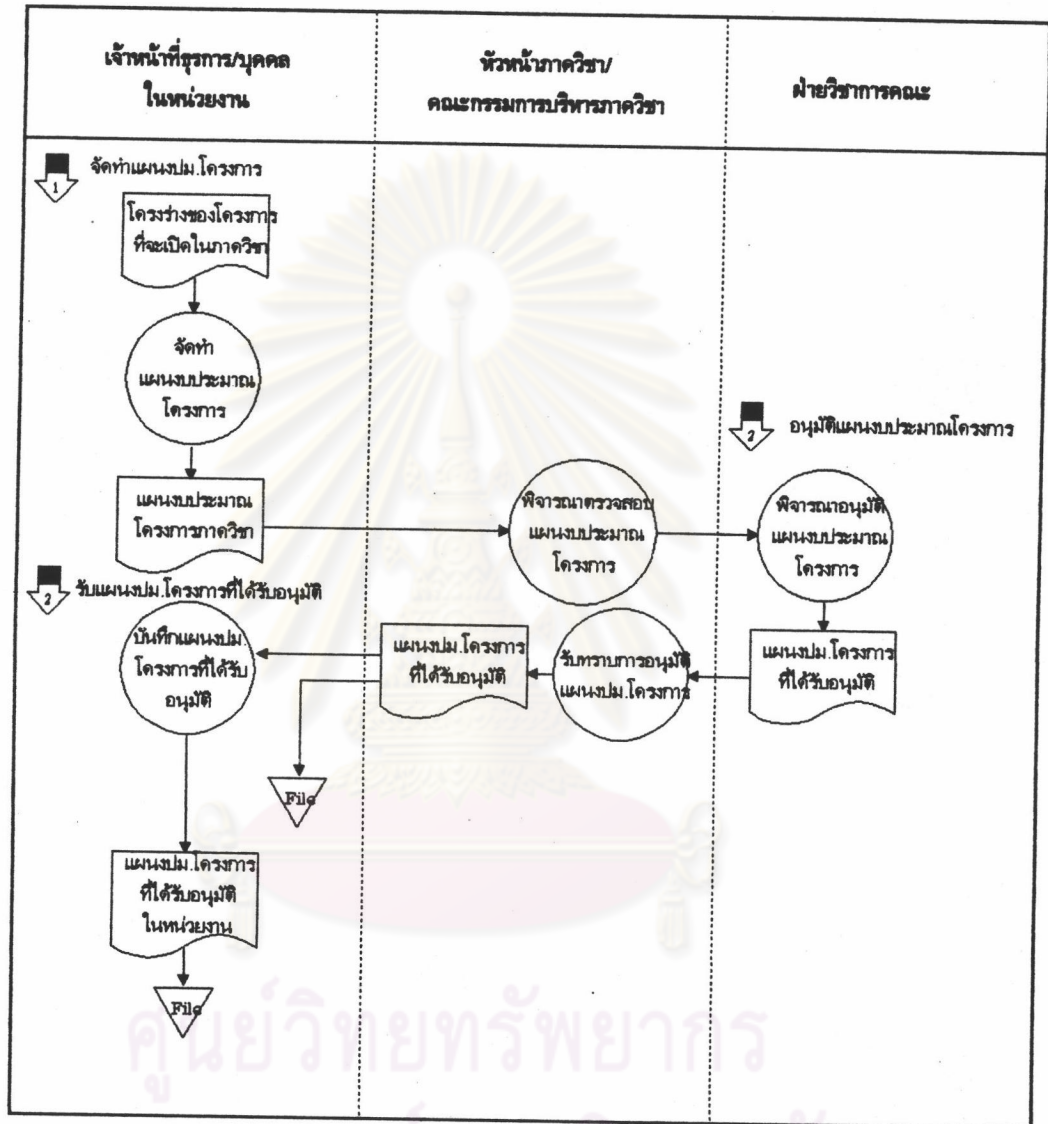 เจ้าหน้าที่ธุรการ/บุคคล
ในหน่วยงาน
หัวหน้าภาควิชา/
คณะกรรมการบริหารภาควิชา
ฝ่ายวิชาการคณะ
1
จัดทำแผนงปม.โครงการ
โครงร่างของโครงการ
ที่จะเปิดในภาควิชา
จัดทำ
แผนงบประมาณ
โครงการ
2
อนุมัติแผนงบประมาณโครงการ
แผนงบประมาณ
โครงการภาควิชา
พิจารณาตรวจสอบ
แผนงบประมาณ
โครงการ
พิจารณาอนุมัติ
แผนงบประมาณ
โครงการ
2
รับแผนงปม.โครงการที่ได้รับอนุมัติ
บันทึกแผนงปม.
โครงการที่ได้รับ
อนุมัติ
แผนงปม.โครงการ
ที่ได้รับอนุมัติ
รับทราบการอนุมัติ
แผนงปม.โครงการ
แผนงปม.โครงการ
ที่ได้รับอนุมัติ
File
แผนงปม.โครงการ
ที่ได้รับอนุมัติ
ในหน่วยงาน
File
ศูนย์วิทยทรัพยากร